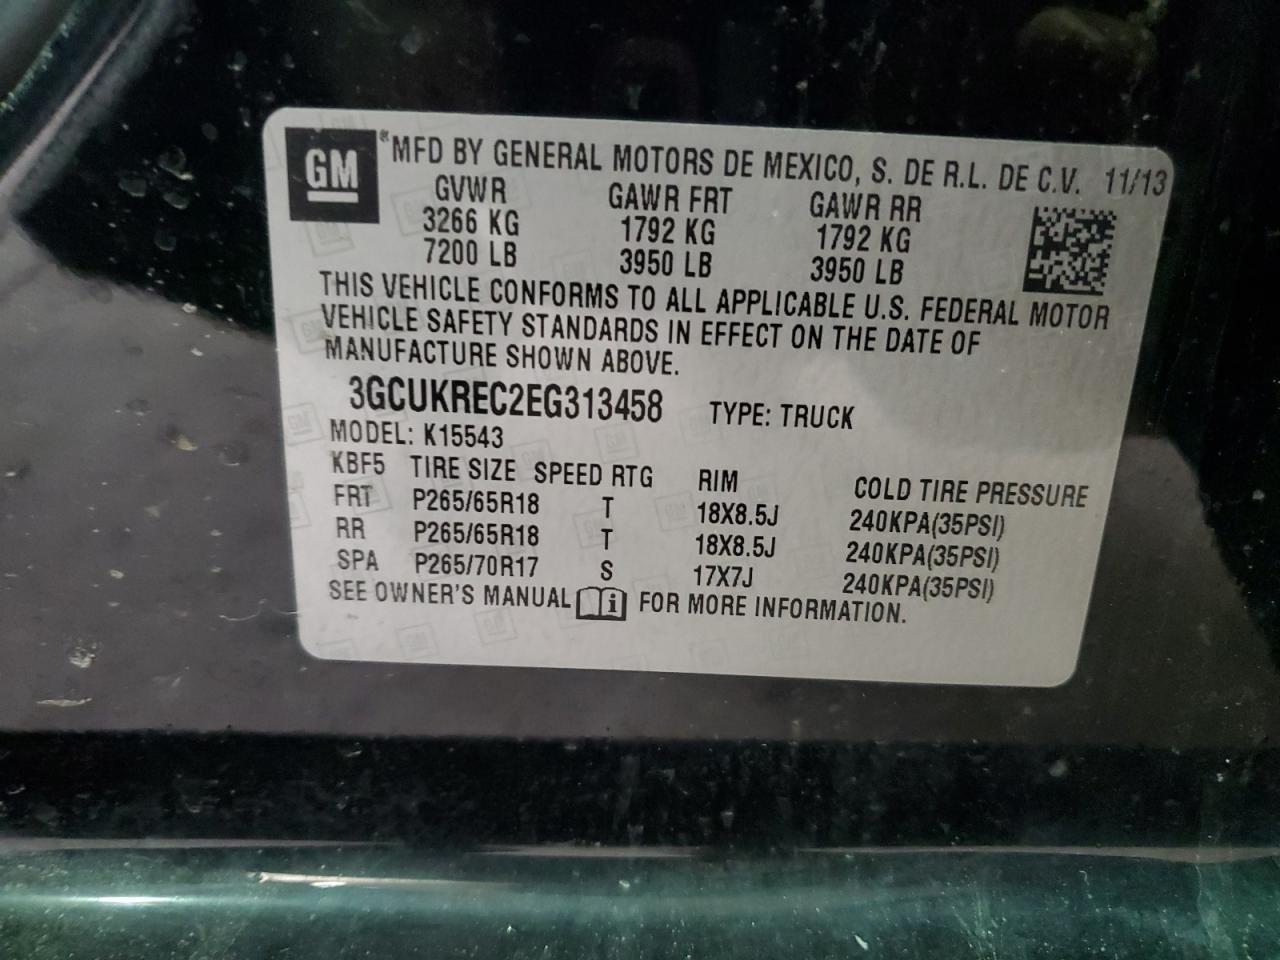 GM ®MFD BY GENERAL MOTORS DE MEXICO, S. DE R.L. DE C.V. 11/13
GVWR GAWR FRT GAWR RR
3266 KG 1792 KG 1792 KG
7200 LB 3950 LB 3950 LB
THIS VEHICLE CONFORMS TO ALL APPLICABLE U.S. FEDERAL MOTOR
VEHICLE SAFETY STANDARDS IN EFFECT ON THE DATE OF
MANUFACTURE SHOWN ABOVE.
3GCUKREC2EG313458 TYPE: TRUCK
MODEL: K15543
KBF5 TIRE SIZE SPEED RTG RIM COLD TIRE PRESSURE
FRT P265/65R18 T 18X8.5J 240KPA(35PSI)
RR P265/65R18 T 18X8.5J 240KPA(35PSI)
SPA P265/70R17 S 17X7J 240KPA(35PSI)
SEE OWNER'S MANUAL i FOR MORE INFORMATION.